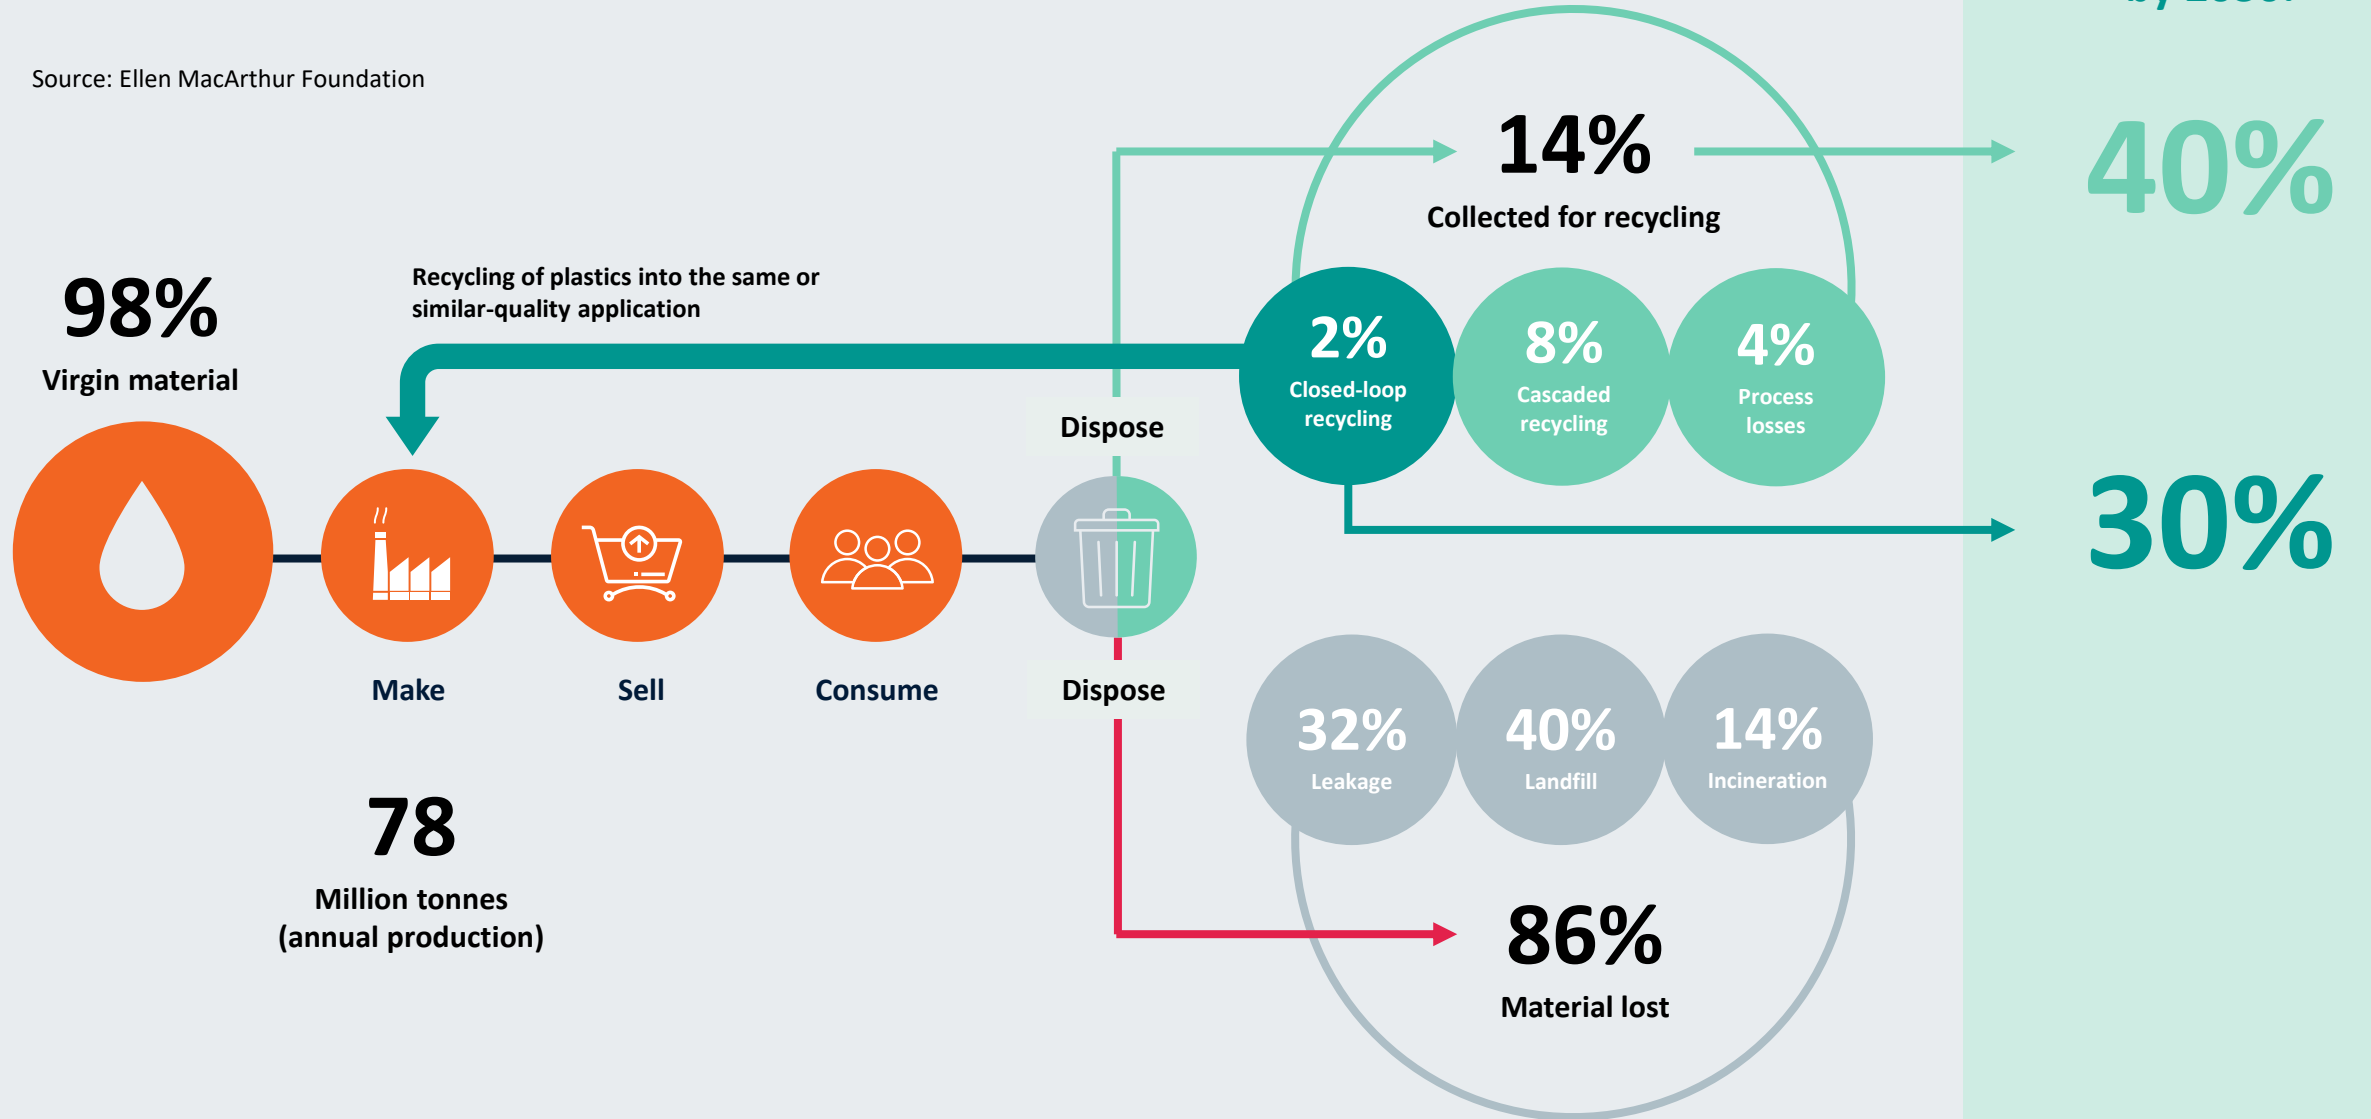 Source: Ellen MacArthur Foundation
98%
Virgin material
Recycling of plastics into the same or
similar-quality application
Make
Sell
Consume
78
Million tonnes
(annual production)
Dispose
Dispose
14%
Collected for recycling
2%
Closed-loop
recycling
8%
Cascaded
recycling
4%
Process
losses
32%
Leakage
40%
Landfill
14%
Incineration
86%
Material lost
by
40%
30%